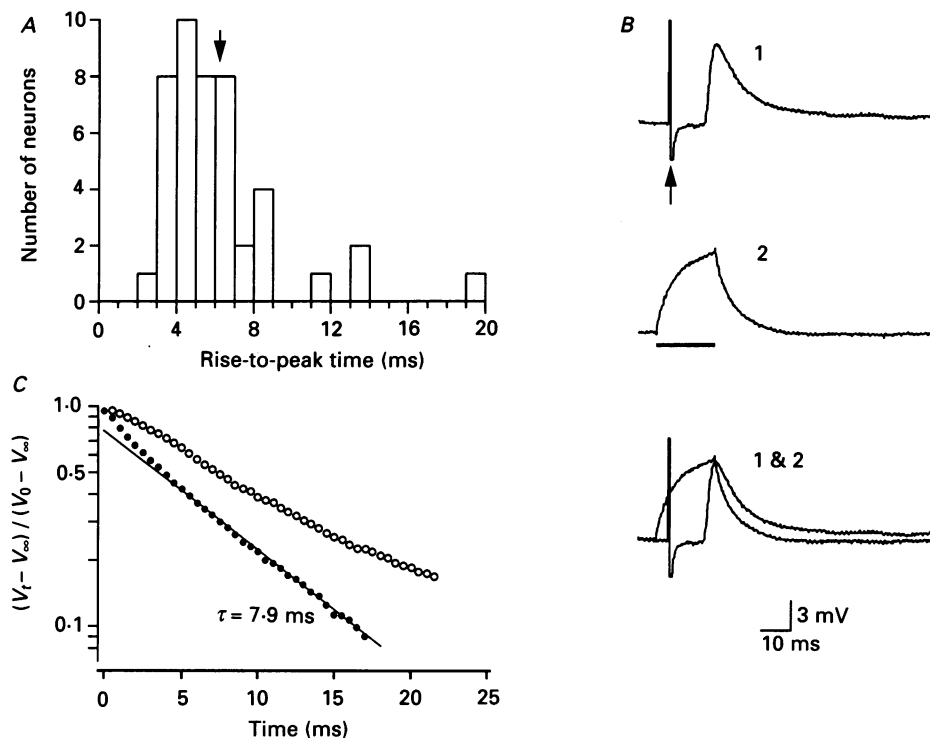 A
Number of neurons
10
8
6
4
2
0
0
4
8
12
16
20
Rise-to-peak time (ms)
B
1
2
1 & 2
3 mV
10 ms
C
(Vt – V∞) / (V0 – V∞)
1·0
0·5
0·1
τ = 7·9 ms
0
5
10
15
20
25
Time (ms)